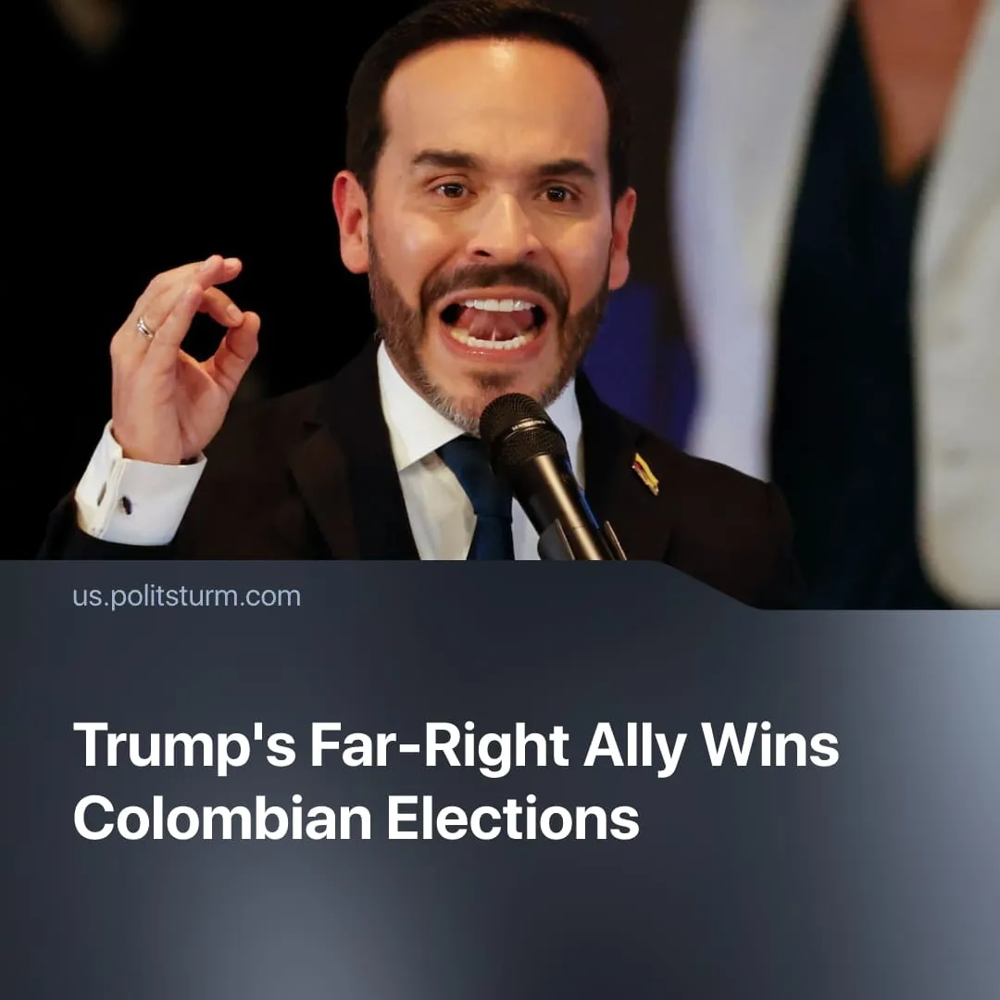 us.politsturm.com
Trump's Far-Right Ally Wins
Colombian Elections